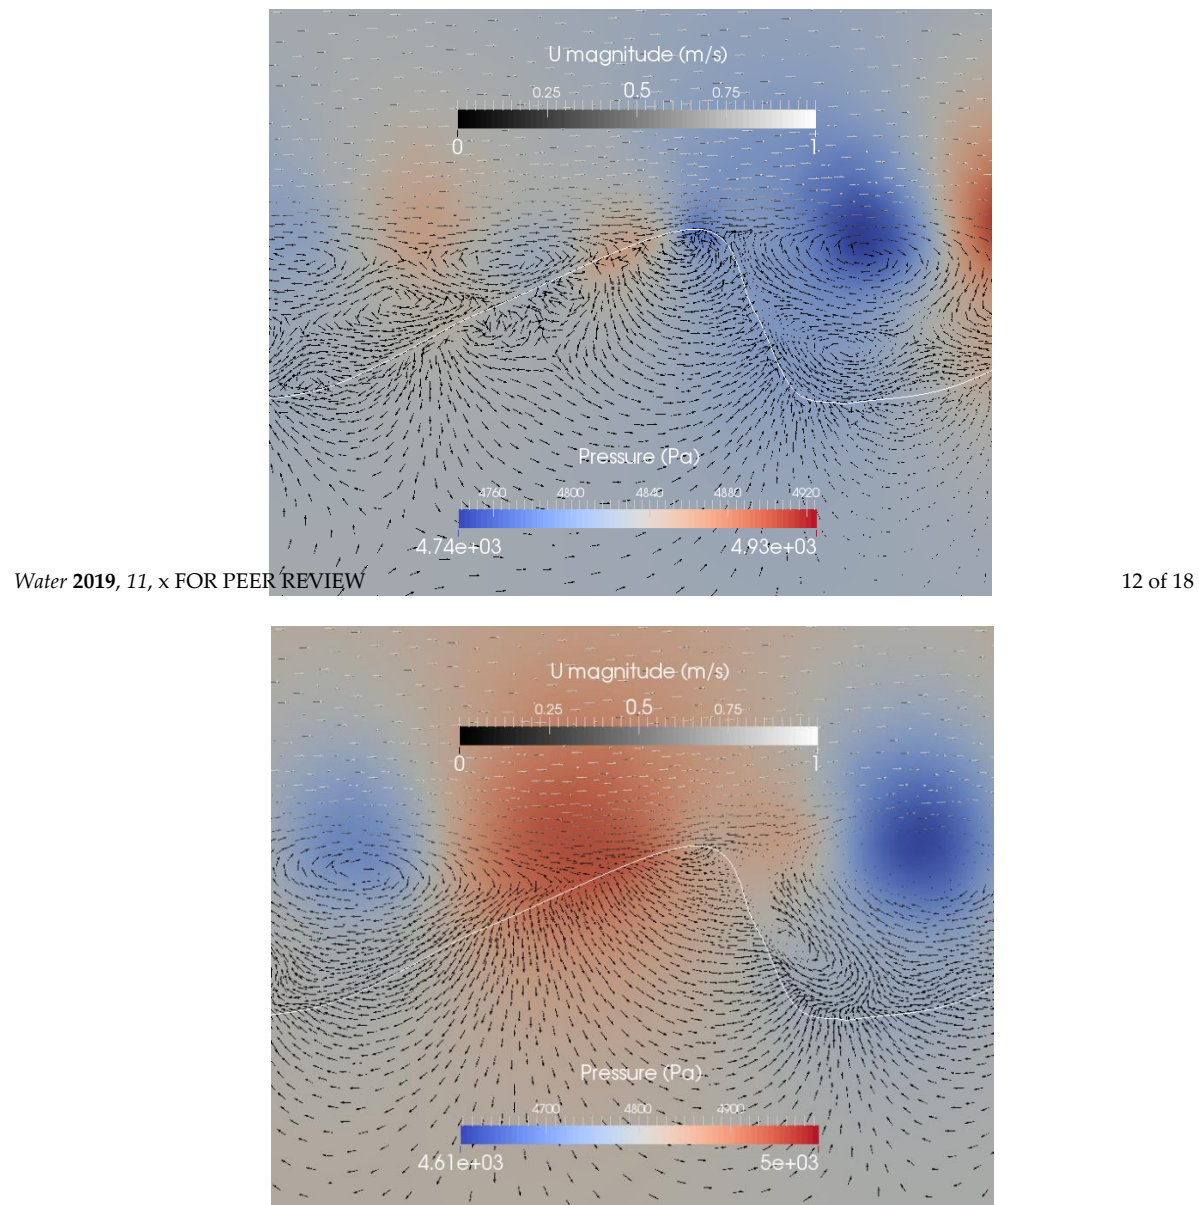 U magnitude (m/s)
0.25 0.5 0.75
0 1
Pressure (Pa)
4760 4800 4840 4880 4920
4.74e+03 4.93e+03
Water 2019, 11, x FOR PEER REVIEW 12 of 18
U magnitude (m/s)
0.25 0.5 0.75
0 1
Pressure (Pa)
4700 4800 4900
4.61e+03 5e+03